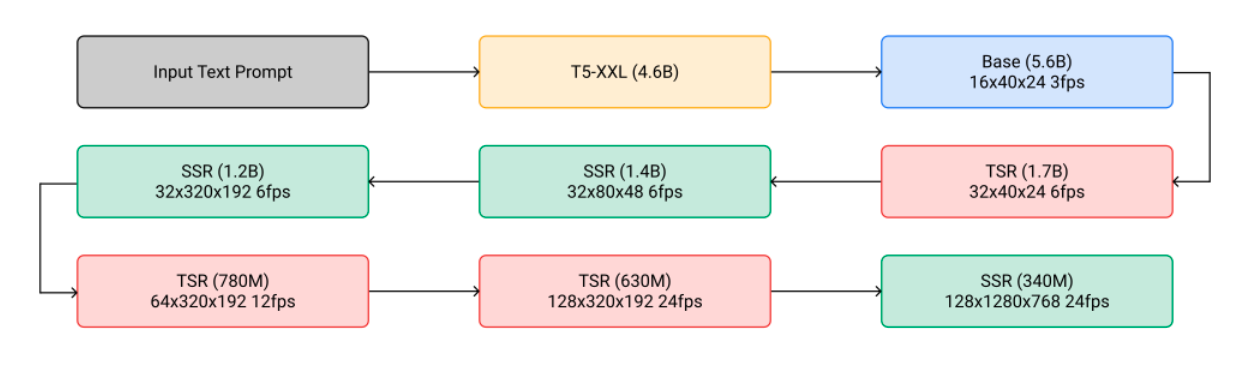 Input Text Prompt
T5-XXL (4.6B)
Base (5.6B)
16x40x24 3fps
TSR (1.7B)
32x40x24 6fps
SSR (1.4B)
32x80x48 6fps
SSR (1.2B)
32x320x192 6fps
TSR (780M)
64x320x192 12fps
TSR (630M)
128x320x192 24fps
SSR (340M)
128x1280x768 24fps